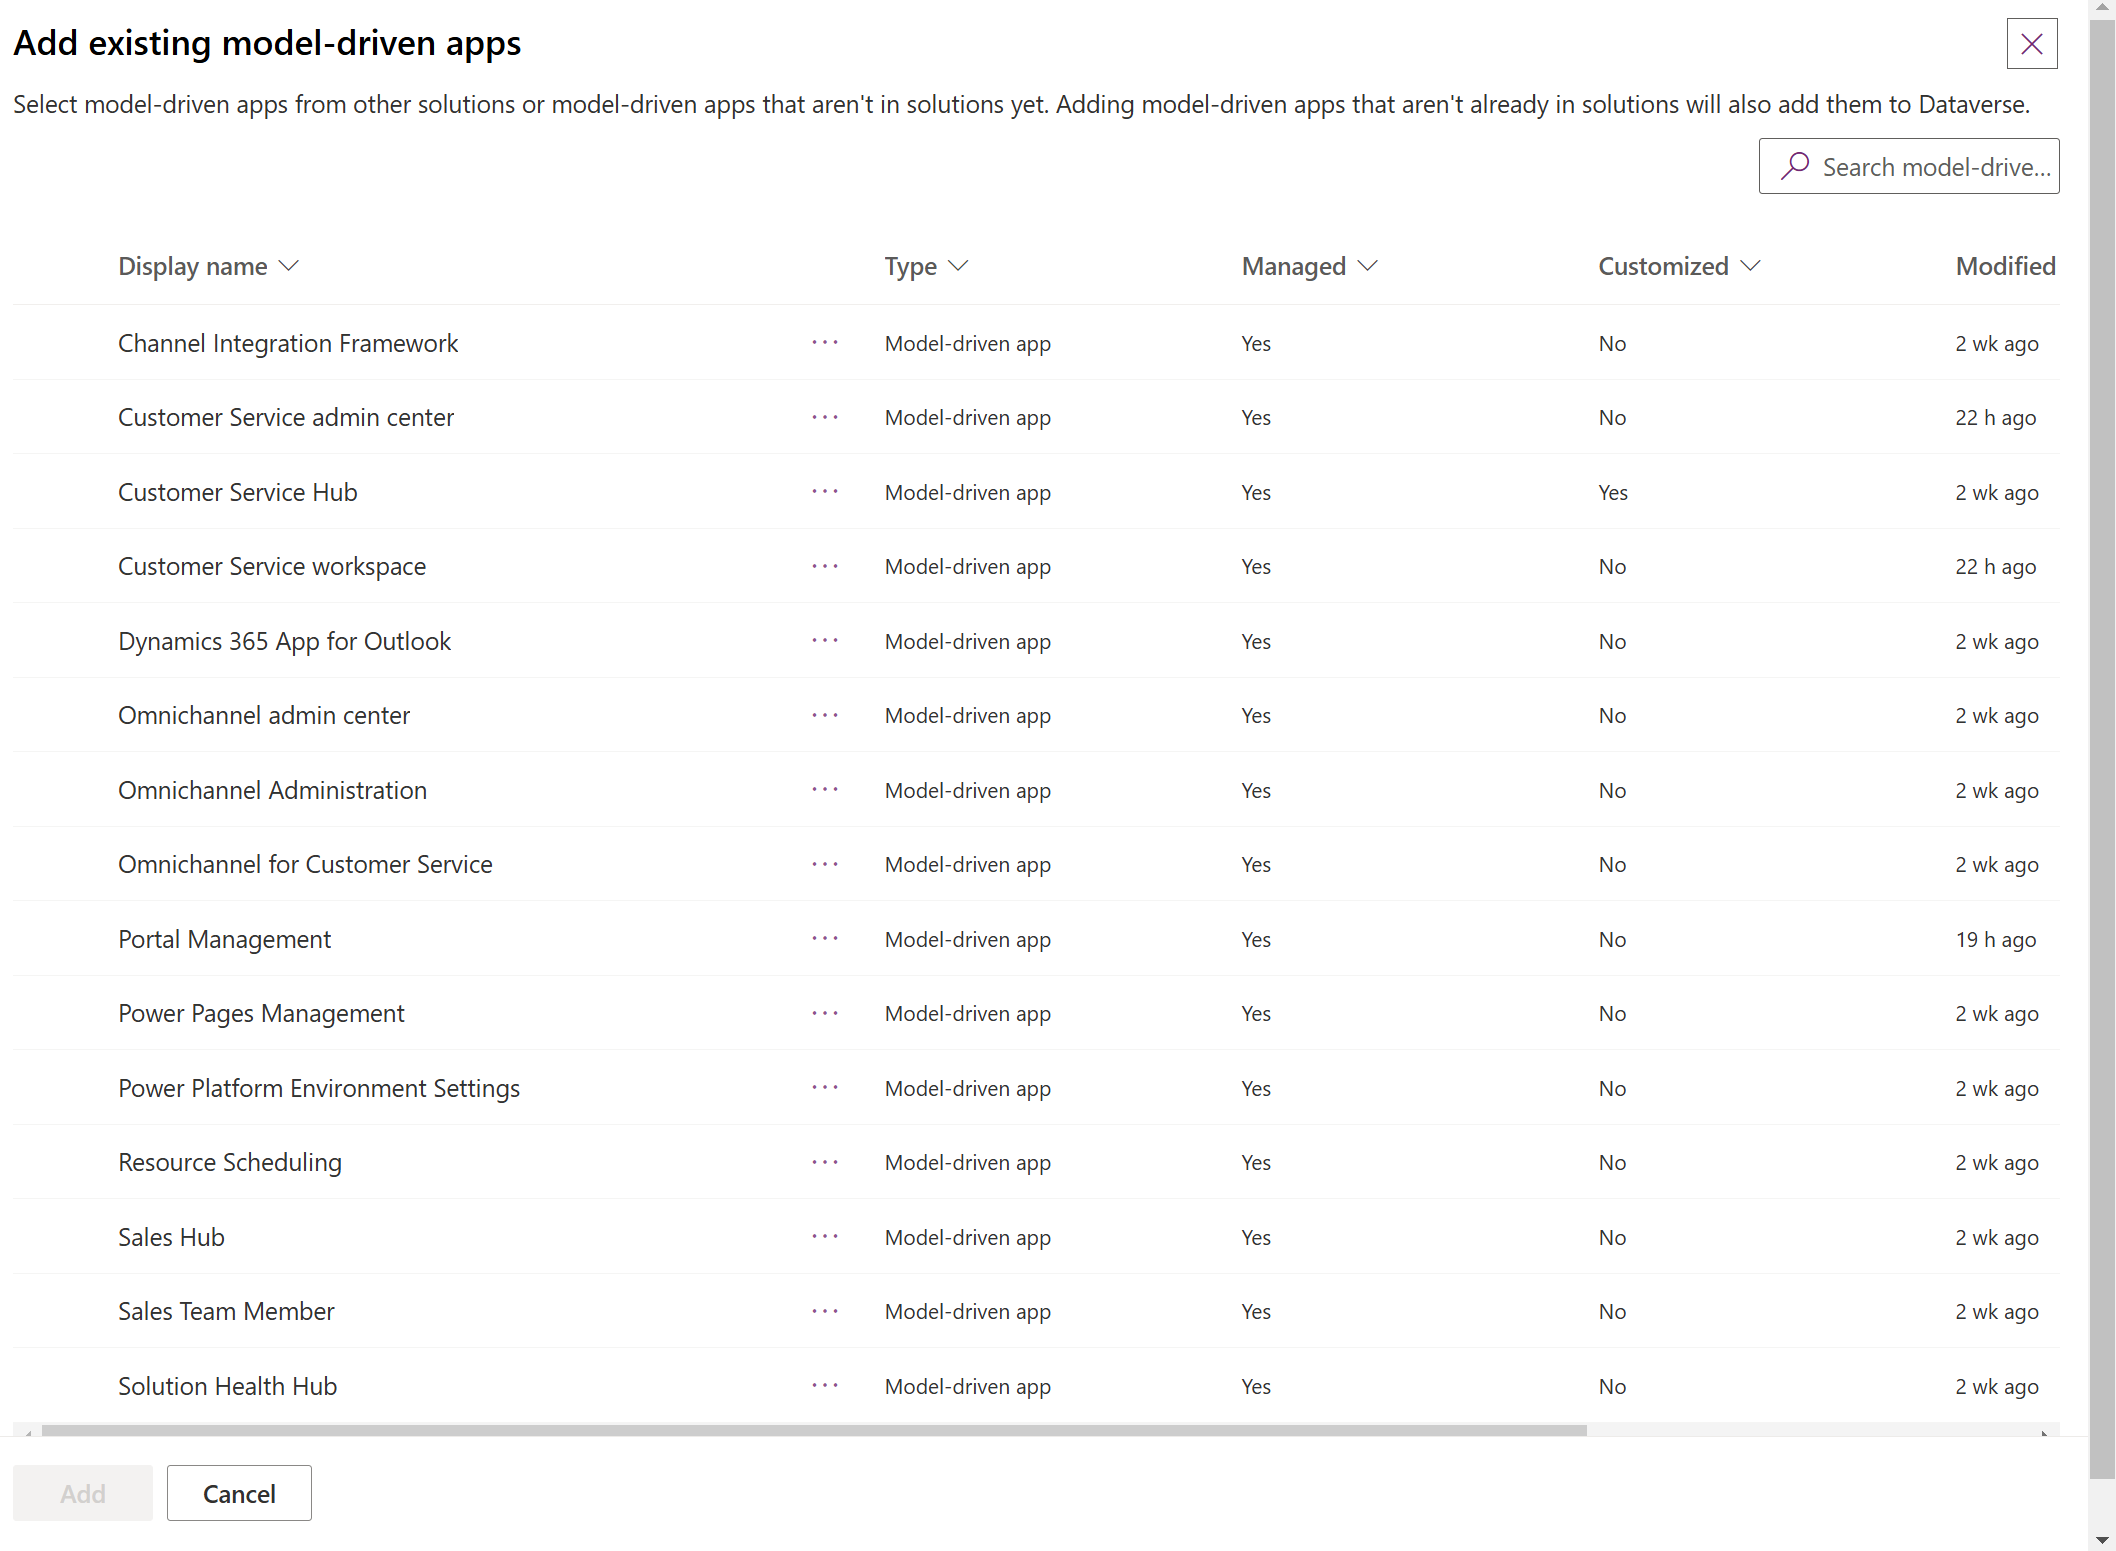 Add existing model-driven apps
Select model-driven apps from other solutions or model-driven apps that aren't in solutions yet. Adding model-driven apps that aren't already in solutions will also add them to Dataverse.
Search model-drive...
Display name Type Managed Customized Modified
Channel Integration Framework ... Model-driven app Yes No 2 wk ago
Customer Service admin center ... Model-driven app Yes No 22 h ago
Customer Service Hub ... Model-driven app Yes Yes 2 wk ago
Customer Service workspace ... Model-driven app Yes No 22 h ago
Dynamics 365 App for Outlook ... Model-driven app Yes No 2 wk ago
Omnichannel admin center ... Model-driven app Yes No 2 wk ago
Omnichannel Administration ... Model-driven app Yes No 2 wk ago
Omnichannel for Customer Service ... Model-driven app Yes No 2 wk ago
Portal Management ... Model-driven app Yes No 19 h ago
Power Pages Management ... Model-driven app Yes No 2 wk ago
Power Platform Environment Settings ... Model-driven app Yes No 2 wk ago
Resource Scheduling ... Model-driven app Yes No 2 wk ago
Sales Hub ... Model-driven app Yes No 2 wk ago
Sales Team Member ... Model-driven app Yes No 2 wk ago
Solution Health Hub ... Model-driven app Yes No 2 wk ago
Add Cancel